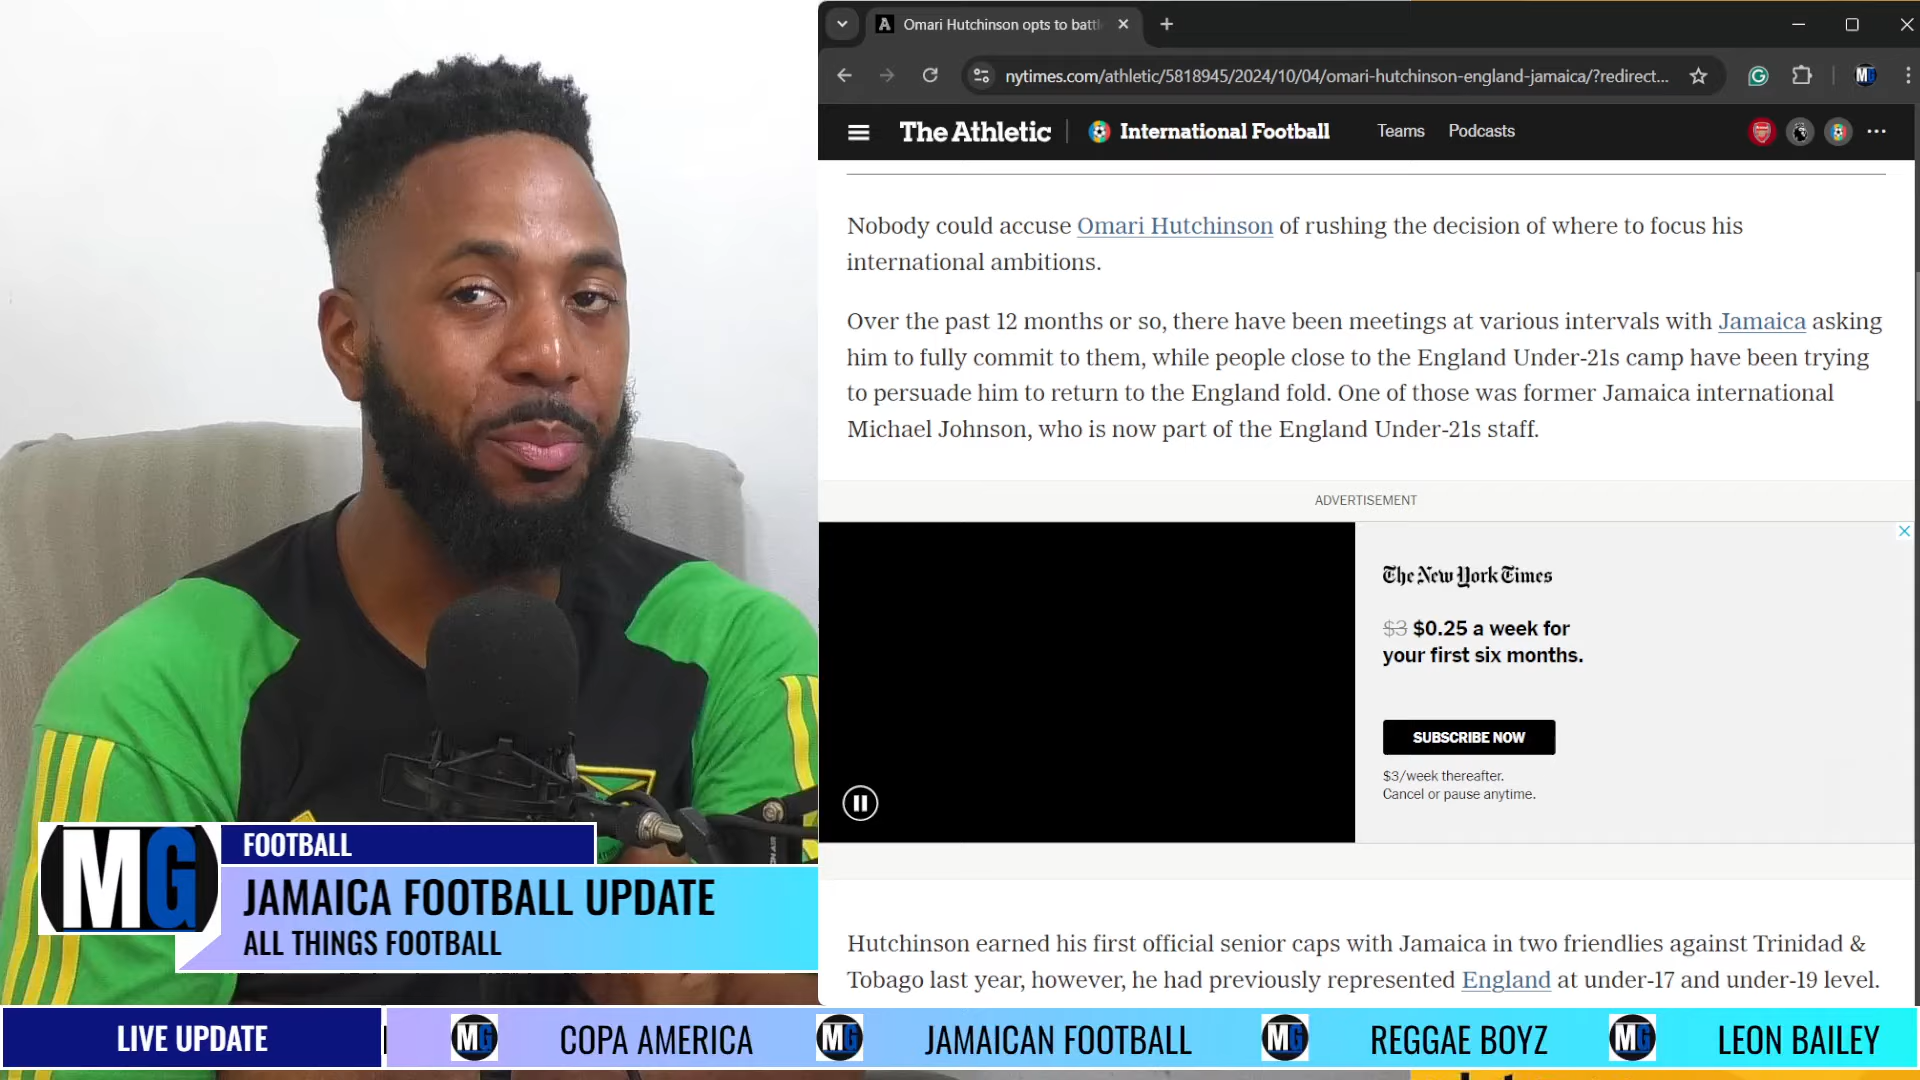 Omari Hutchinson opts to battl
nytimes.com/athletic/5818945/2024/10/04/omari-hutchinson-england-jamaica/?redirect...
MG
The Athletic
International Football
Teams
Podcasts
Nobody could accuse Omari Hutchinson of rushing the decision of where to focus his
international ambitions.
Over the past 12 months or so, there have been meetings at various intervals with Jamaica asking
him to fully commit to them, while people close to the England Under-21s camp have been trying
to persuade him to return to the England fold. One of those was former Jamaica international
Michael Johnson, who is now part of the England Under-21s staff.
ADVERTISEMENT
The New York Times
$3 $0.25 a week for
your first six months.
SUBSCRIBE NOW
$3/week thereafter.
Cancel or pause anytime.
Hutchinson earned his first official senior caps with Jamaica in two friendlies against Trinidad &
Tobago last year, however, he had previously represented England at under-17 and under-19 level.
MG
FOOTBALL
JAMAICA FOOTBALL UPDATE
ALL THINGS FOOTBALL
LIVE UPDATE
MG COPA AMERICA MG JAMAICAN FOOTBALL MG REGGAE BOYZ MG LEON BAILEY